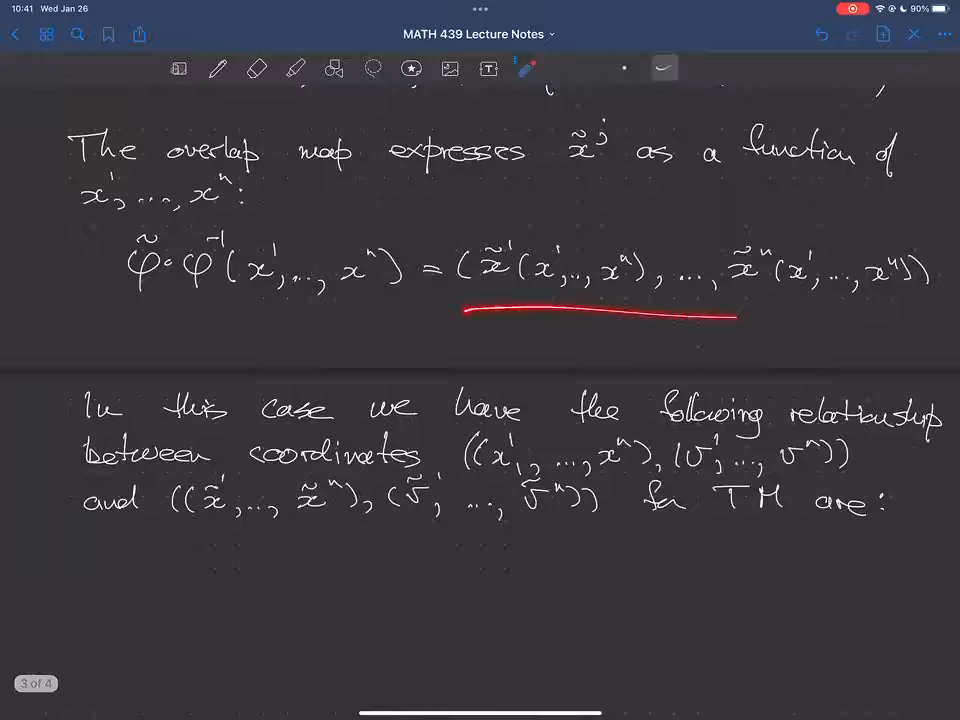 10:41 Wed Jan 26
90%
MATH 439 Lecture Notes
The overlap map expresses x̃ʲ as a function of
x¹, ..., xⁿ:
φ̃∘φ⁻¹(x¹, ..., xⁿ) = (x̃¹(x¹, .., xⁿ), ..., x̃ⁿ(x¹, ..., xⁿ))
In this case we have the following relationship
between coordinates ((x¹, ..., xⁿ), (v¹, ..., vⁿ))
and ((x̃¹, ..., x̃ⁿ), (ṽ¹, ..., ṽⁿ)) for TM are:
3 of 4